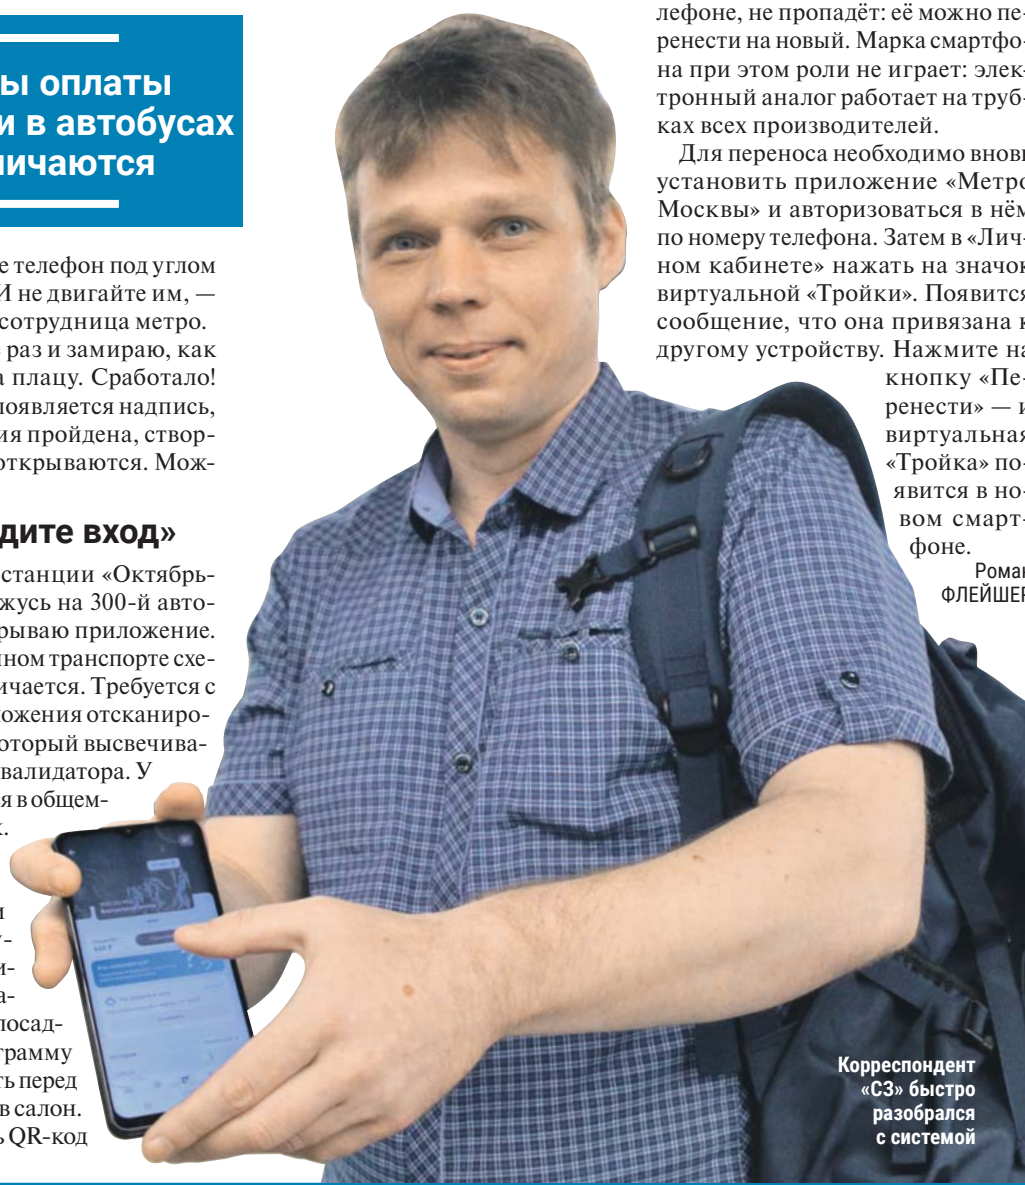 ы оплаты
и в автобусах
ичаются
е телефон под углом
И не двигайте им, —
сотрудница метро.
раз и замираю, как
а плацу. Сработало!
появляется надпись,
ия пройдена, створ-
открываются. Мож-
дите вход»
станции «Октябрь-
жусь на 300-й авто-
рываю приложение.
ном транспорте схе-
ичается. Требуется с
ожения отсканиро-
оторый высвечива-
валидатора. У
я в общем-
к.
и
у-
и-
а-
посад-
грамму
ть перед
в салон.
ь QR-код
лефоне, не пропадёт: её можно пе-
ренести на новый. Марка смартфо-
на при этом роли не играет: элек-
тронный аналог работает на труб-
ках всех производителей.
Для переноса необходимо вновь
установить приложение «Метро
Москвы» и авторизоваться в нём
по номеру телефона. Затем в «Лич-
ном кабинете» нажать на значок
виртуальной «Тройки». Появится
сообщение, что она привязана к
другому устройству. Нажмите на
кнопку «Пе-
ренести» — и
виртуальная
«Тройка» по-
явится в но-
вом смарт-
фоне.
Роман
ФЛЕЙШЕР
Корреспондент
«СЗ» быстро
разобрался
с системой